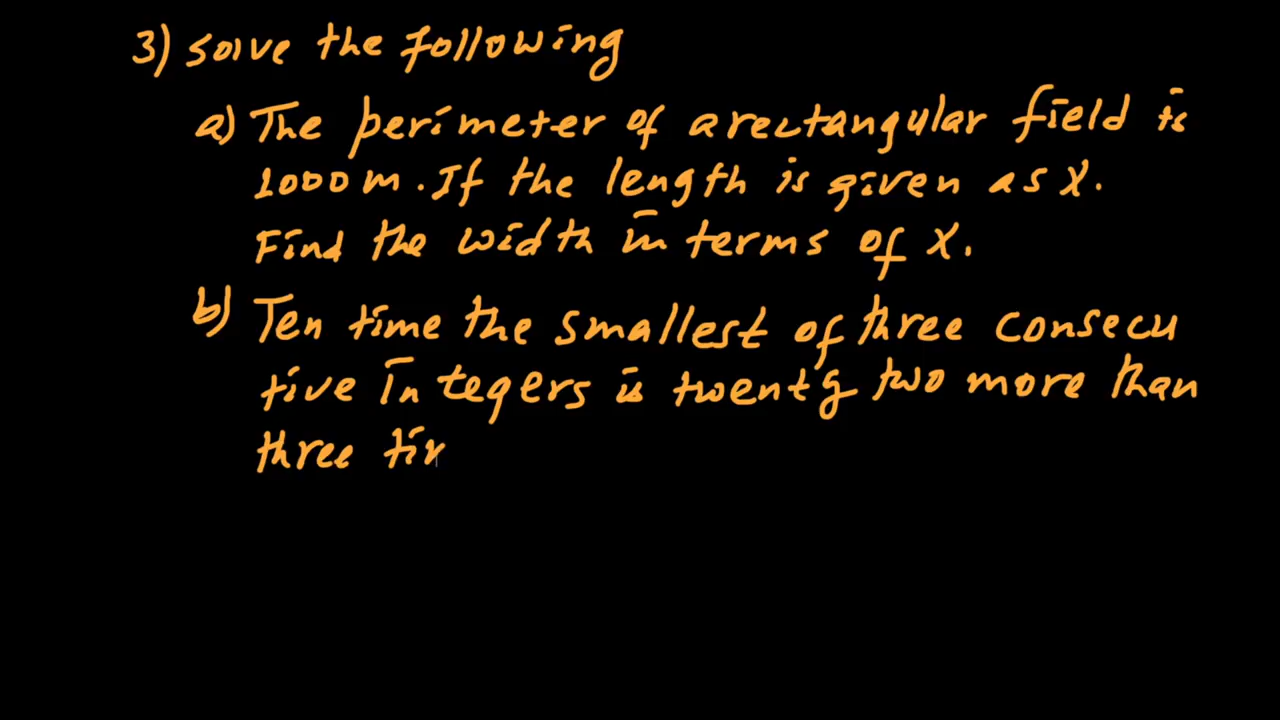 3) solve the following
a) The perimeter of a rectangular field is
1000m. If the length is given as X.
Find the width in terms of X.
b) Ten time the smallest of three consecu
tive integers is twenty two more than
three